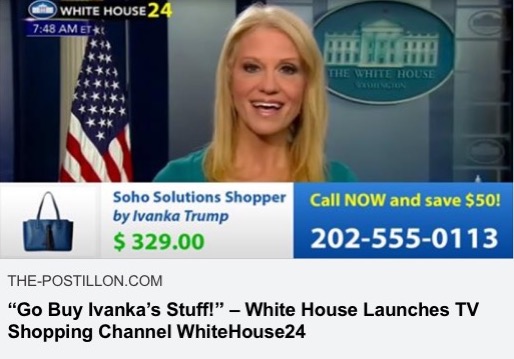 WHITE HOUSE 24
7:48 AM ET
THE WHITE HOUSE
WASHINGTON
Soho Solutions Shopper
by Ivanka Trump
$ 329.00
Call NOW and save $50!
202-555-0113
THE-POSTILLON.COM
“Go Buy Ivanka’s Stuff!” – White House Launches TV
Shopping Channel WhiteHouse24